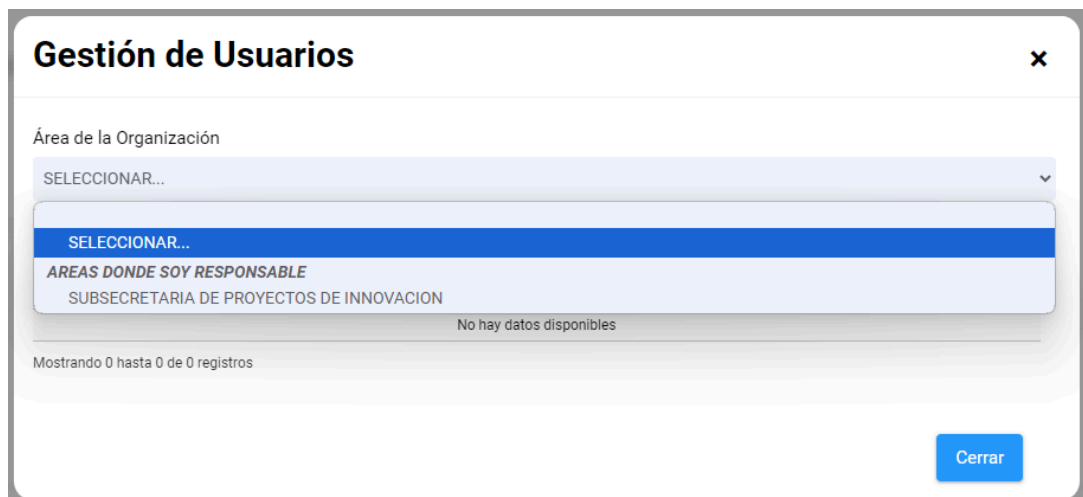 Gestión de Usuarios
×
Área de la Organización
SELECCIONAR...
SELECCIONAR...
AREAS DONDE SOY RESPONSABLE
SUBSECRETARIA DE PROYECTOS DE INNOVACION
No hay datos disponibles
Mostrando 0 hasta 0 de 0 registros
Cerrar